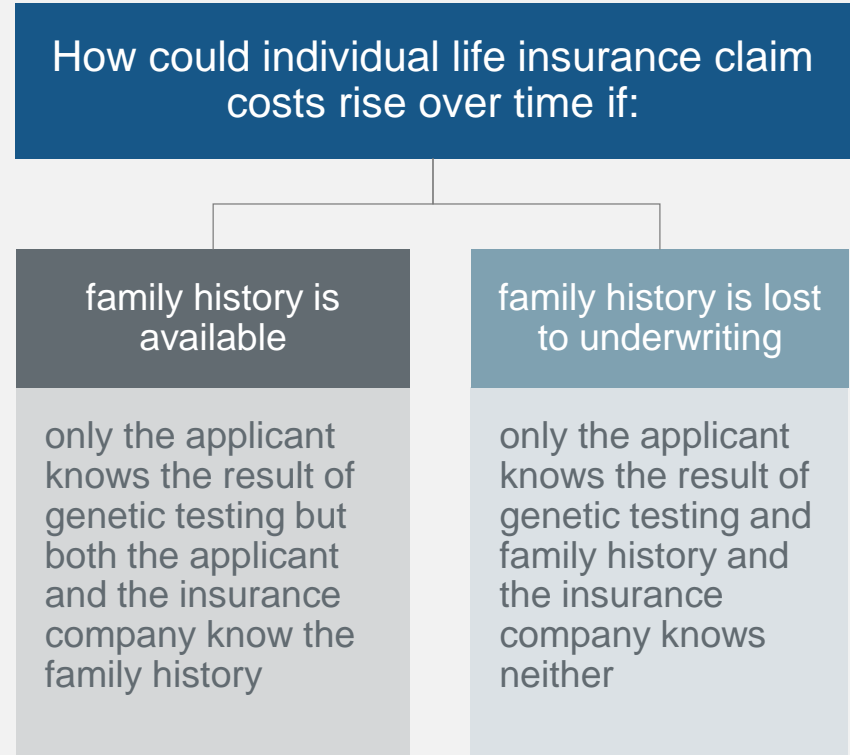 How could individual life insurance claim
costs rise over time if:
family history is
available
family history is lost
to underwriting
only the applicant
knows the result of
genetic testing but
both the applicant
and the insurance
company know the
family history
only the applicant
knows the result of
genetic testing and
family history and
the insurance
company knows
neither